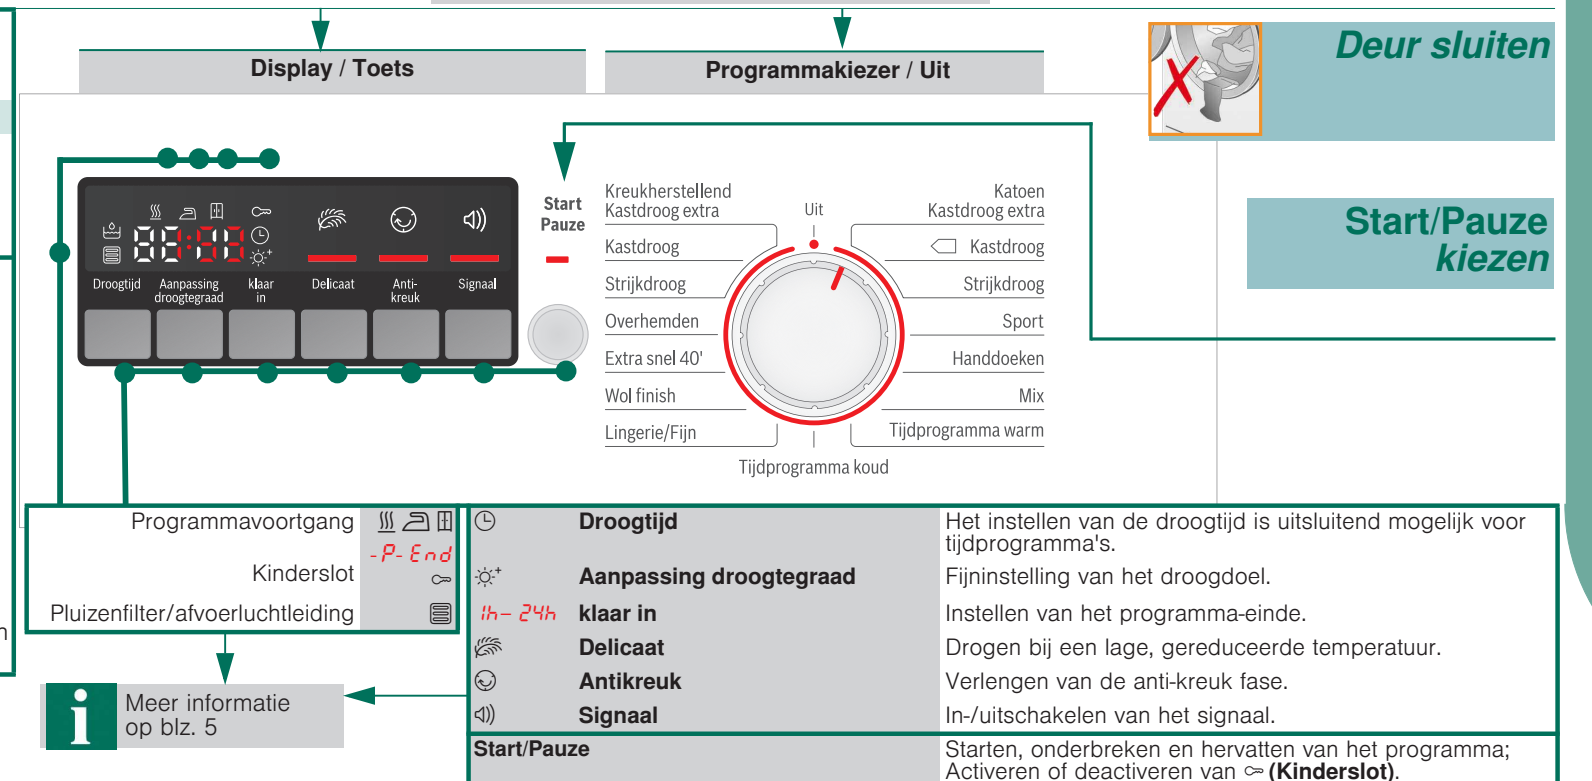 Display / Toets
Programmakiezer / Uit
Deur sluiten
Start/Pauze
kiezen
Droogtijd
Aanpassing
droogtegraad
klaar
in
Delicaat
Anti-
kreuk
Signaal
Start
Pauze
Kreukherstellend
Kastdroog extra
Kastdroog
Strijkdroog
Overhemden
Extra snel 40'
Wol finish
Lingerie/Fijn
Uit
Katoen
Kastdroog extra
Kastdroog
Strijkdroog
Sport
Handdoeken
Mix
Tijdprogramma warm
Tijdprogramma koud
Programmavoortgang
-P- End
Kinderslot
Pluizenfilter/afvoerluchtleiding
Meer informatie
op blz. 5
Droogtijd
Het instellen van de droogtijd is uitsluitend mogelijk voor
tijdprogramma's.
Aanpassing droogtegraad
Fijninstelling van het droogdoel.
1h– 24h klaar in
Instellen van het programma-einde.
Delicaat
Drogen bij een lage, gereduceerde temperatuur.
Antikreuk
Verlengen van de anti-kreuk fase.
Signaal
In-/uitschakelen van het signaal.
Start/Pauze
Starten, onderbreken en hervatten van het programma;
Activeren of deactiveren van (Kinderslot).